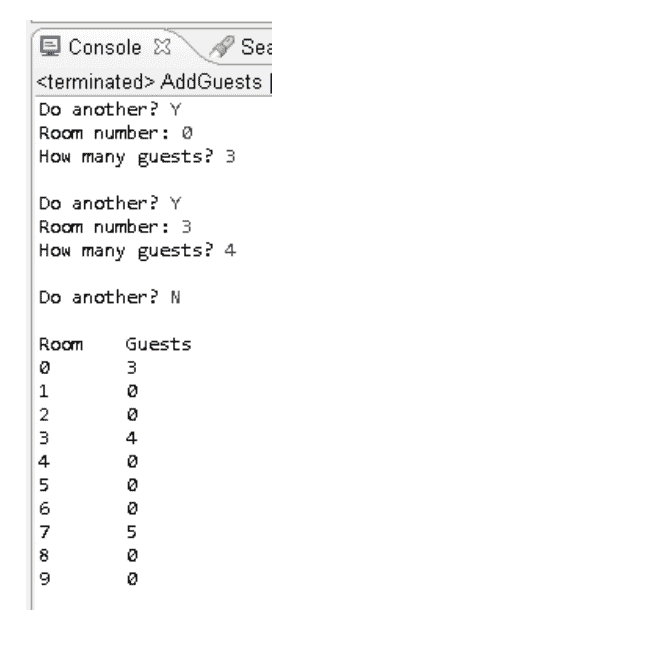 Console Sea
<terminated> AddGuests
Do another? Y
Room number: 0
How many guests? 3
Do another? Y
Room number: 3
How many guests? 4
Do another? N
Room Guests
0 3
1 0
2 0
3 4
4 0
5 0
6 0
7 5
8 0
9 0